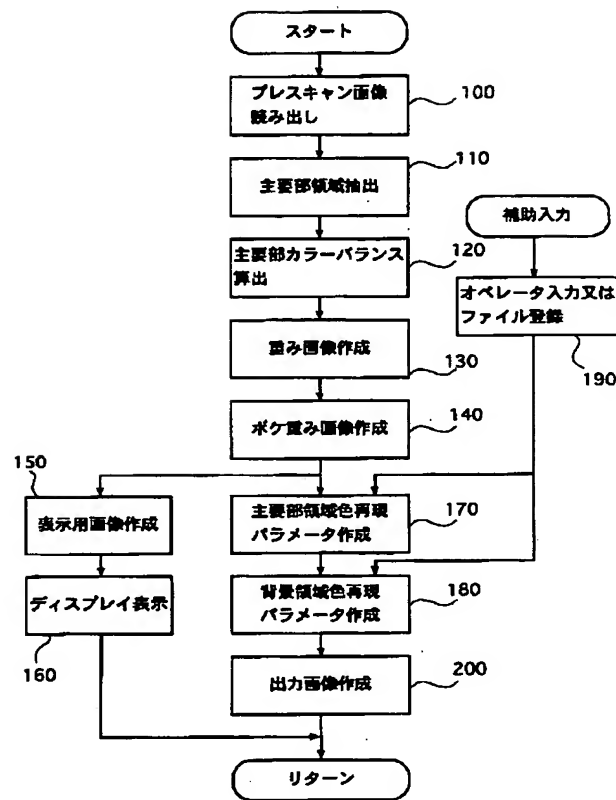 スタート
プレスキャン画像
読み出し
100
主要部領域抽出
110
主要部カラーバランス
算出
120
重み画像作成
130
ボケ重み画像作成
140
補助入力
オペレータ入力又は
ファイル登録
190
150
表示用画像作成
ディスプレイ表示
160
主要部領域色再現
パラメータ作成
170
背景領域色再現
パラメータ作成
180
出力画像作成
200
リターン